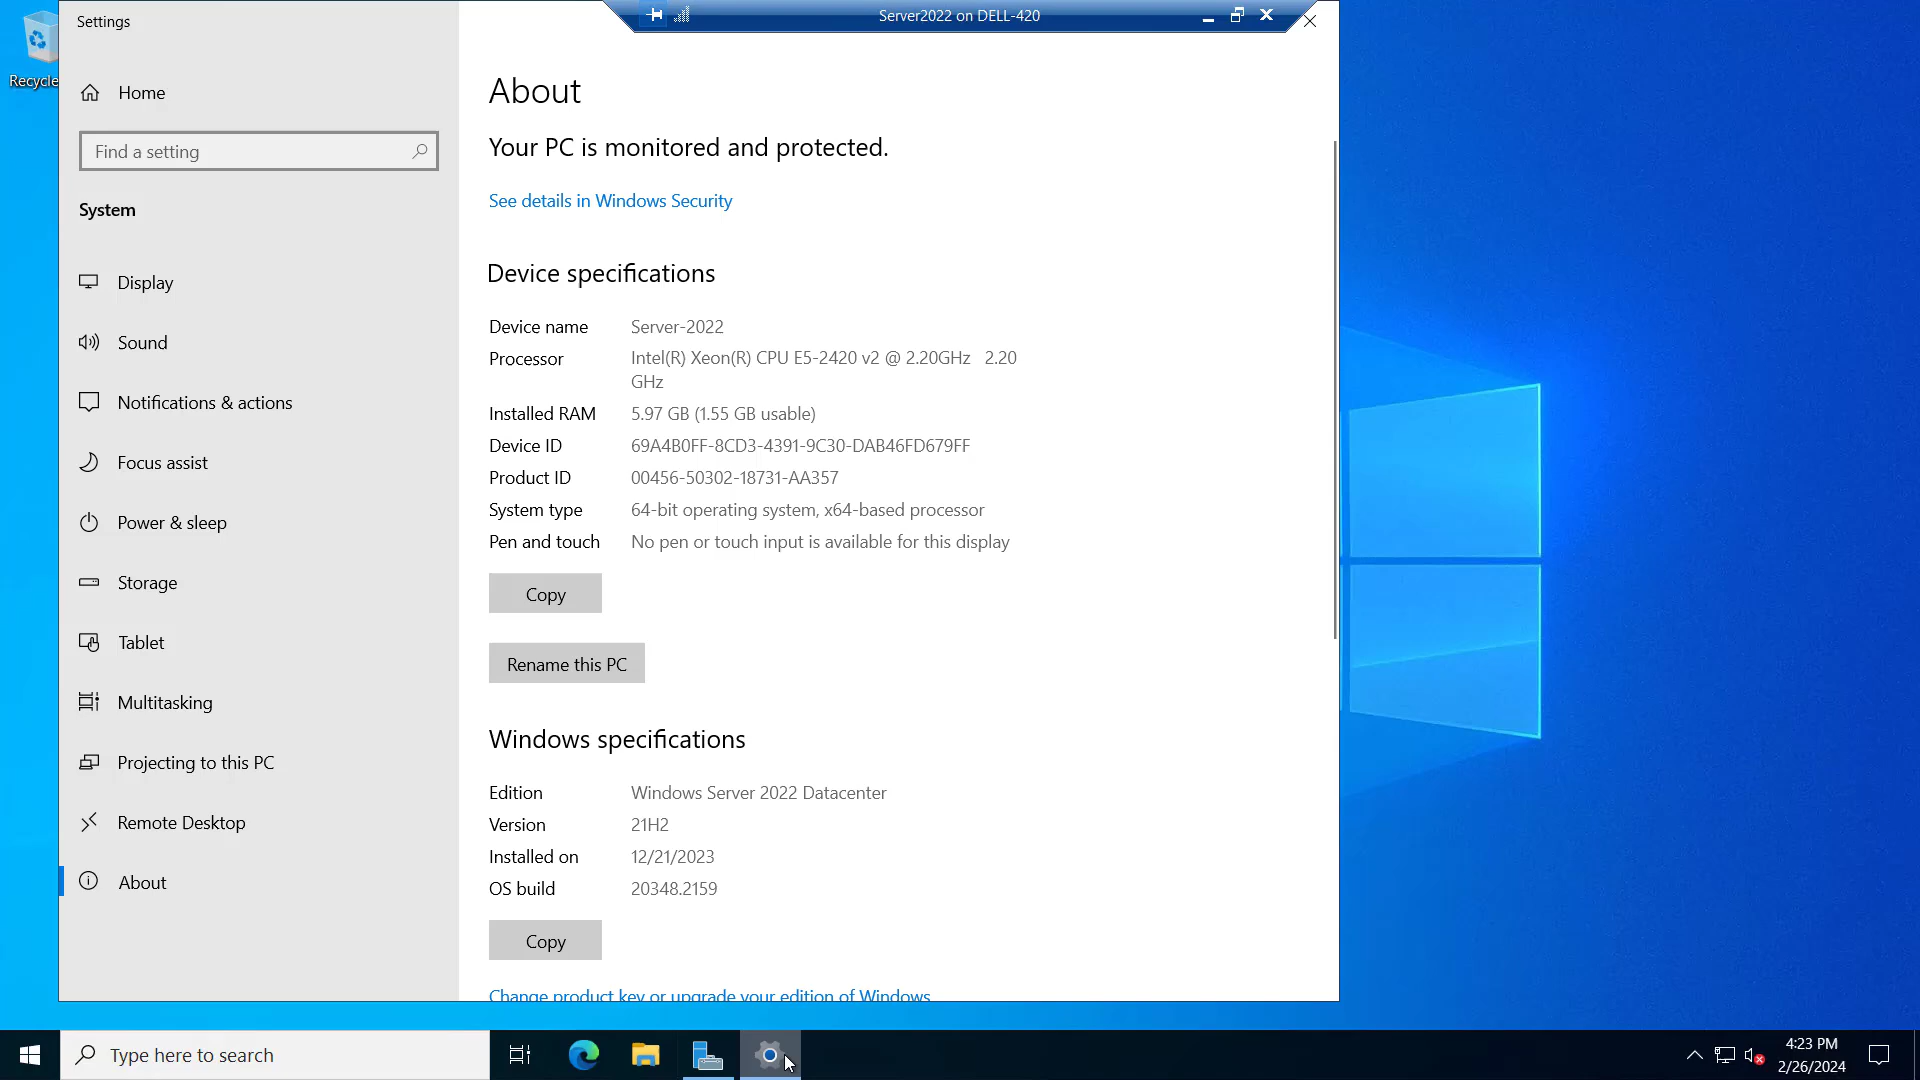 Settings
Server2022 on DELL-420
Recycle
Home
Find a setting
System
Display
Sound
Notifications & actions
Focus assist
Power & sleep
Storage
Tablet
Multitasking
Projecting to this PC
Remote Desktop
About
About
Your PC is monitored and protected.
See details in Windows Security
Device specifications
Device name Server-2022
Processor Intel(R) Xeon(R) CPU E5-2420 v2 @ 2.20GHz 2.20
GHz
Installed RAM 5.97 GB (1.55 GB usable)
Device ID 69A4B0FF-8CD3-4391-9C30-DAB46FD679FF
Product ID 00456-50302-18731-AA357
System type 64-bit operating system, x64-based processor
Pen and touch No pen or touch input is available for this display
Copy
Rename this PC
Windows specifications
Edition Windows Server 2022 Datacenter
Version 21H2
Installed on 12/21/2023
OS build 20348.2159
Copy
Change product key or upgrade your edition of Windows
Type here to search
4:23 PM
2/26/2024